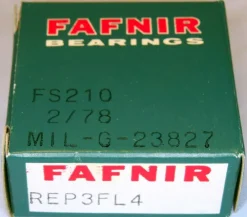 FAFNIR
BEARINGS
FS210
2/78
MIL-G-23827
FAFNIR
REP3FL4